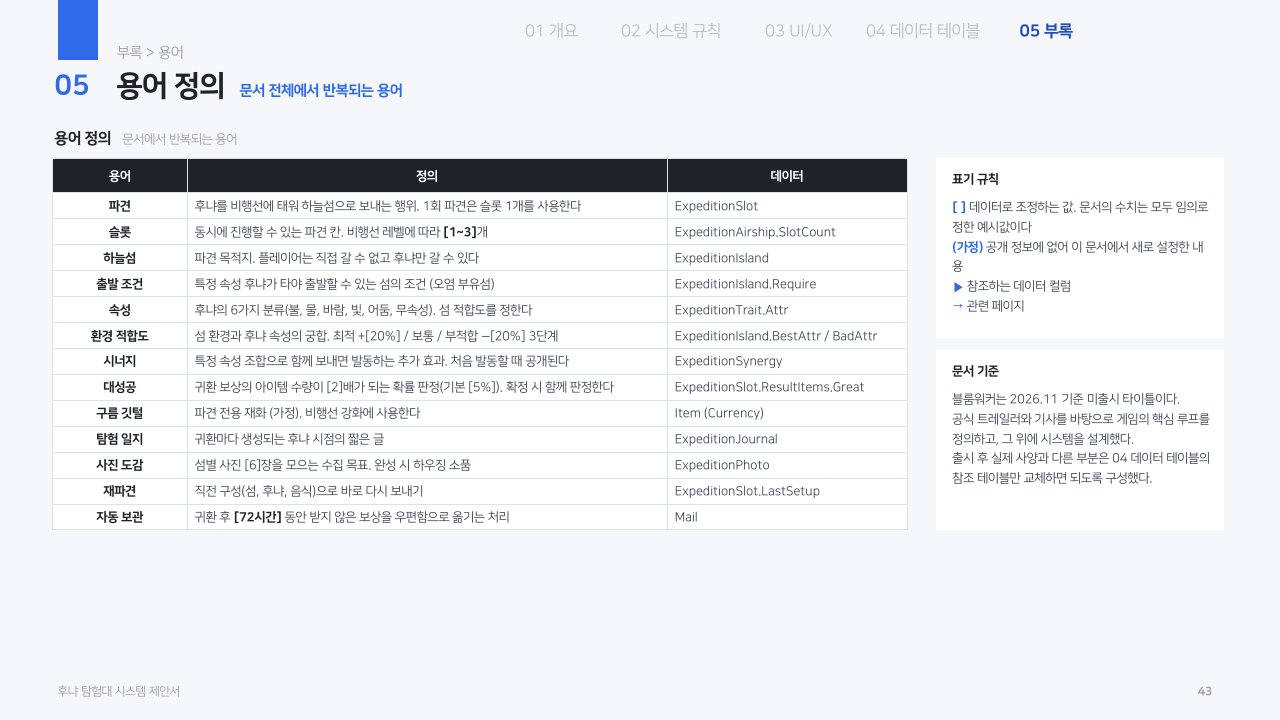 01 개요 02 시스템 규칙 03 UI/UX 04 데이터 테이블 05 부록
부록 > 용어
05 용어 정의 문서 전체에서 반복되는 용어
용어 정의 문서에서 반복되는 용어
용어 정의 데이터
파견 후냐를 비행선에 태워 하늘섬으로 보내는 행위. 1회 파견은 슬롯 1개를 사용한다 ExpeditionSlot
슬롯 동시에 진행할 수 있는 파견 칸. 비행선 레벨에 따라 [1~3]개 ExpeditionAirship.SlotCount
하늘섬 파견 목적지. 플레이어는 직접 갈 수 없고 후냐만 갈 수 있다 ExpeditionIsland
출발 조건 특정 속성 후냐가 타야 출발할 수 있는 섬의 조건 (오염 부유섬) ExpeditionIsland.Require
속성 후냐의 6가지 분류(불, 물, 바람, 빛, 어둠, 무속성). 섬 적합도를 정한다 ExpeditionTrait.Attr
환경 적합도 섬 환경과 후냐 속성의 궁합. 최적 +[20%] / 보통 / 부적합 −[20%] 3단계 ExpeditionIsland.BestAttr / BadAttr
시너지 특정 속성 조합으로 함께 보내면 발동하는 추가 효과. 처음 발동할 때 공개된다 ExpeditionSynergy
대성공 귀환 보상의 아이템 수량이 [2]배가 되는 확률 판정(기본 [5%]). 확정 시 함께 판정한다 ExpeditionSlot.ResultItems.Great
구름 깃털 파견 전용 재화 (가정). 비행선 강화에 사용한다 Item (Currency)
탐험 일지 귀환마다 생성되는 후냐 시점의 짧은 글 ExpeditionJournal
사진 도감 섬별 사진 [6]장을 모으는 수집 목표. 완성 시 하우징 소품 ExpeditionPhoto
재파견 직전 구성(섬, 후냐, 음식)으로 바로 다시 보내기 ExpeditionSlot.LastSetup
자동 보관 귀환 후 [72시간] 동안 받지 않은 보상을 우편함으로 옮기는 처리 Mail
표기 규칙
[ ] 데이터로 조정하는 값. 문서의 수치는 모두 임의로
정한 예시값이다
(가정) 공개 정보에 없어 이 문서에서 새로 설정한 내
용
▶ 참조하는 데이터 컬럼
→ 관련 페이지
문서 기준
블룸워커는 2026.11 기준 미출시 타이틀이다.
공식 트레일러와 기사를 바탕으로 게임의 핵심 루프를
정의하고, 그 위에 시스템을 설계했다.
출시 후 실제 사양과 다른 부분은 04 데이터 테이블의
참조 테이블만 교체하면 되도록 구성했다.
후냐 탐험대 시스템 제안서 43